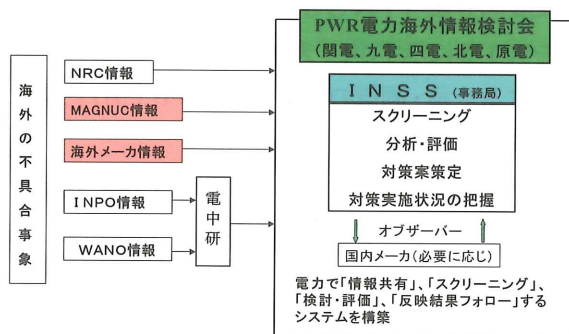 海外の不具合事象
NRC情報
MAGNUC情報
海外メーカ情報
INPO情報
WANO情報
電中研
PWR電力海外情報検討会
(関電、九電、四電、北電、原電)
INSS (事務局)
スクリーニング
分析・評価
対策案策定
対策実施状況の把握
オブザーバー
国内メーカ(必要に応じ)
電力で「情報共有」、「スクリーニング」、
「検討・評価」、「反映結果フォロー」する
システムを構築